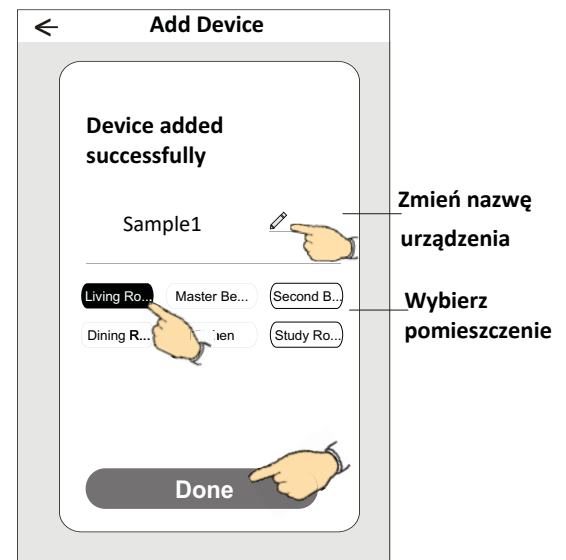 Add Device
Device added
successfully
Sample1
Zmień nazwę
urządzenia
Living Ro... Master Be... Second B...
Wybierz
pomieszczenie
Dining R... Study Ro...
Done